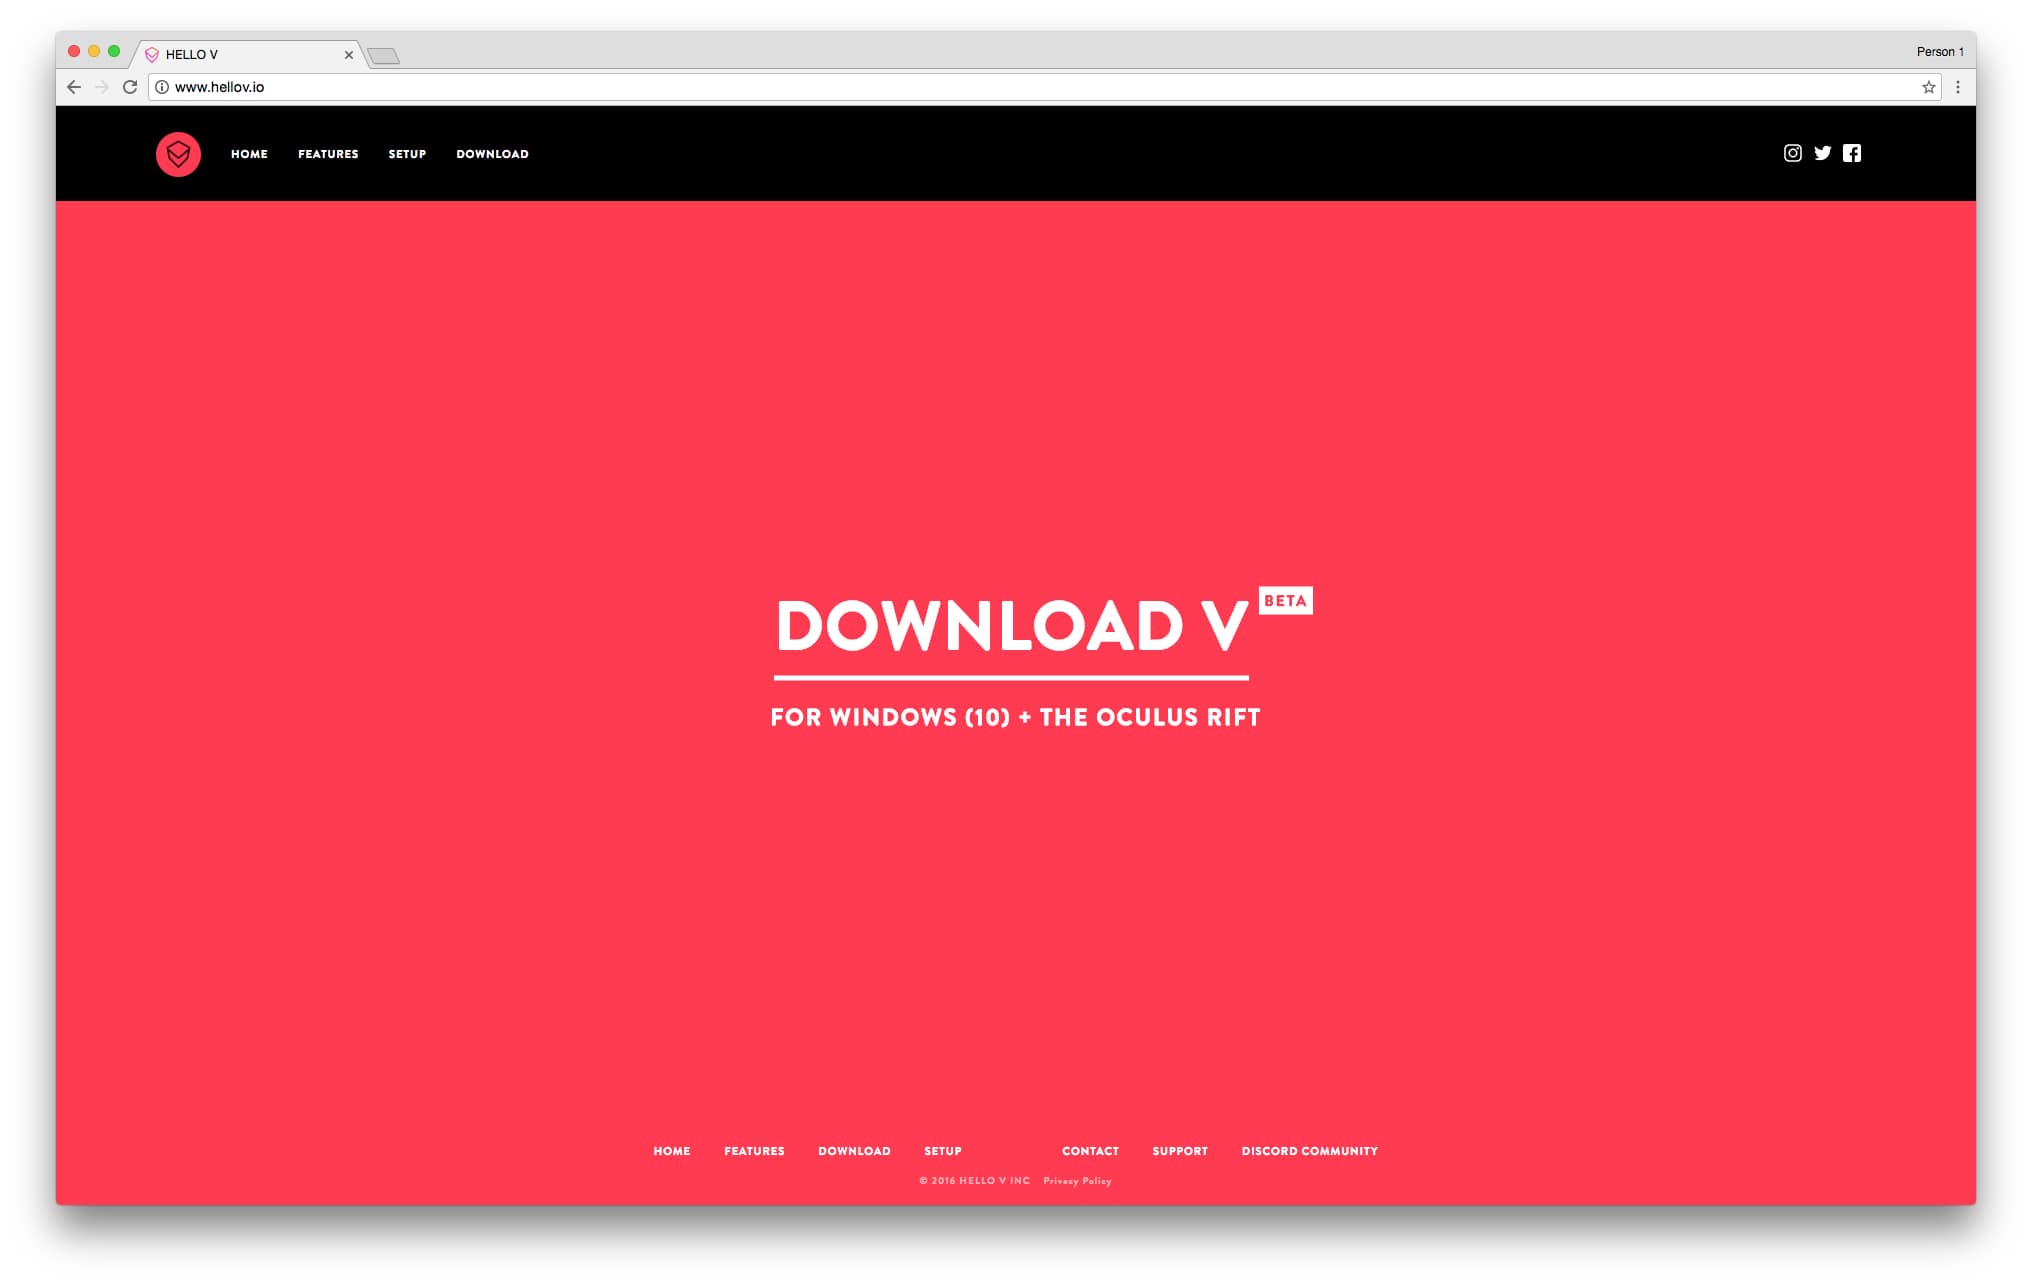 HELLO V
Person 1
www.hellov.io
HOME FEATURES SETUP DOWNLOAD
DOWNLOAD V BETA
FOR WINDOWS (10) + THE OCULUS RIFT
HOME FEATURES DOWNLOAD SETUP CONTACT SUPPORT DISCORD COMMUNITY
© 2016 HELLO V INC Privacy Policy